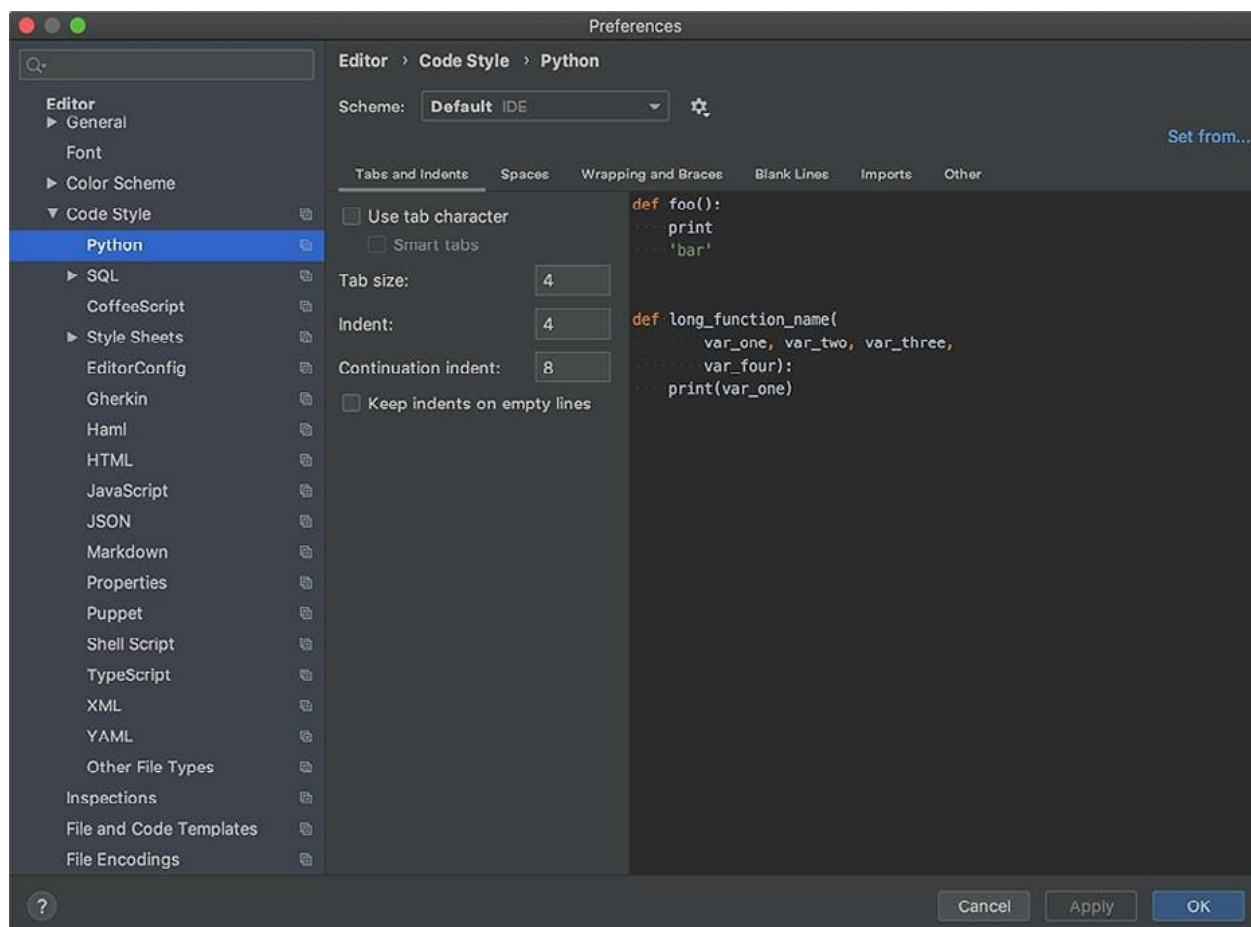 Preferences
Editor
General
Font
Color Scheme
Code Style
Python
SQL
CoffeeScript
Style Sheets
EditorConfig
Gherkin
Haml
HTML
JavaScript
JSON
Markdown
Properties
Puppet
Shell Script
TypeScript
XML
YAML
Other File Types
Inspections
File and Code Templates
File Encodings
Editor › Code Style › Python
Scheme: Default IDE
Set from...
Tabs and Indents Spaces Wrapping and Braces Blank Lines Imports Other
Use tab character
Smart tabs
Tab size: 4
Indent: 4
Continuation indent: 8
Keep indents on empty lines
def foo():
    print
    'bar'
def long_function_name(
        var_one, var_two, var_three,
        var_four):
    print(var_one)
?
Cancel Apply OK